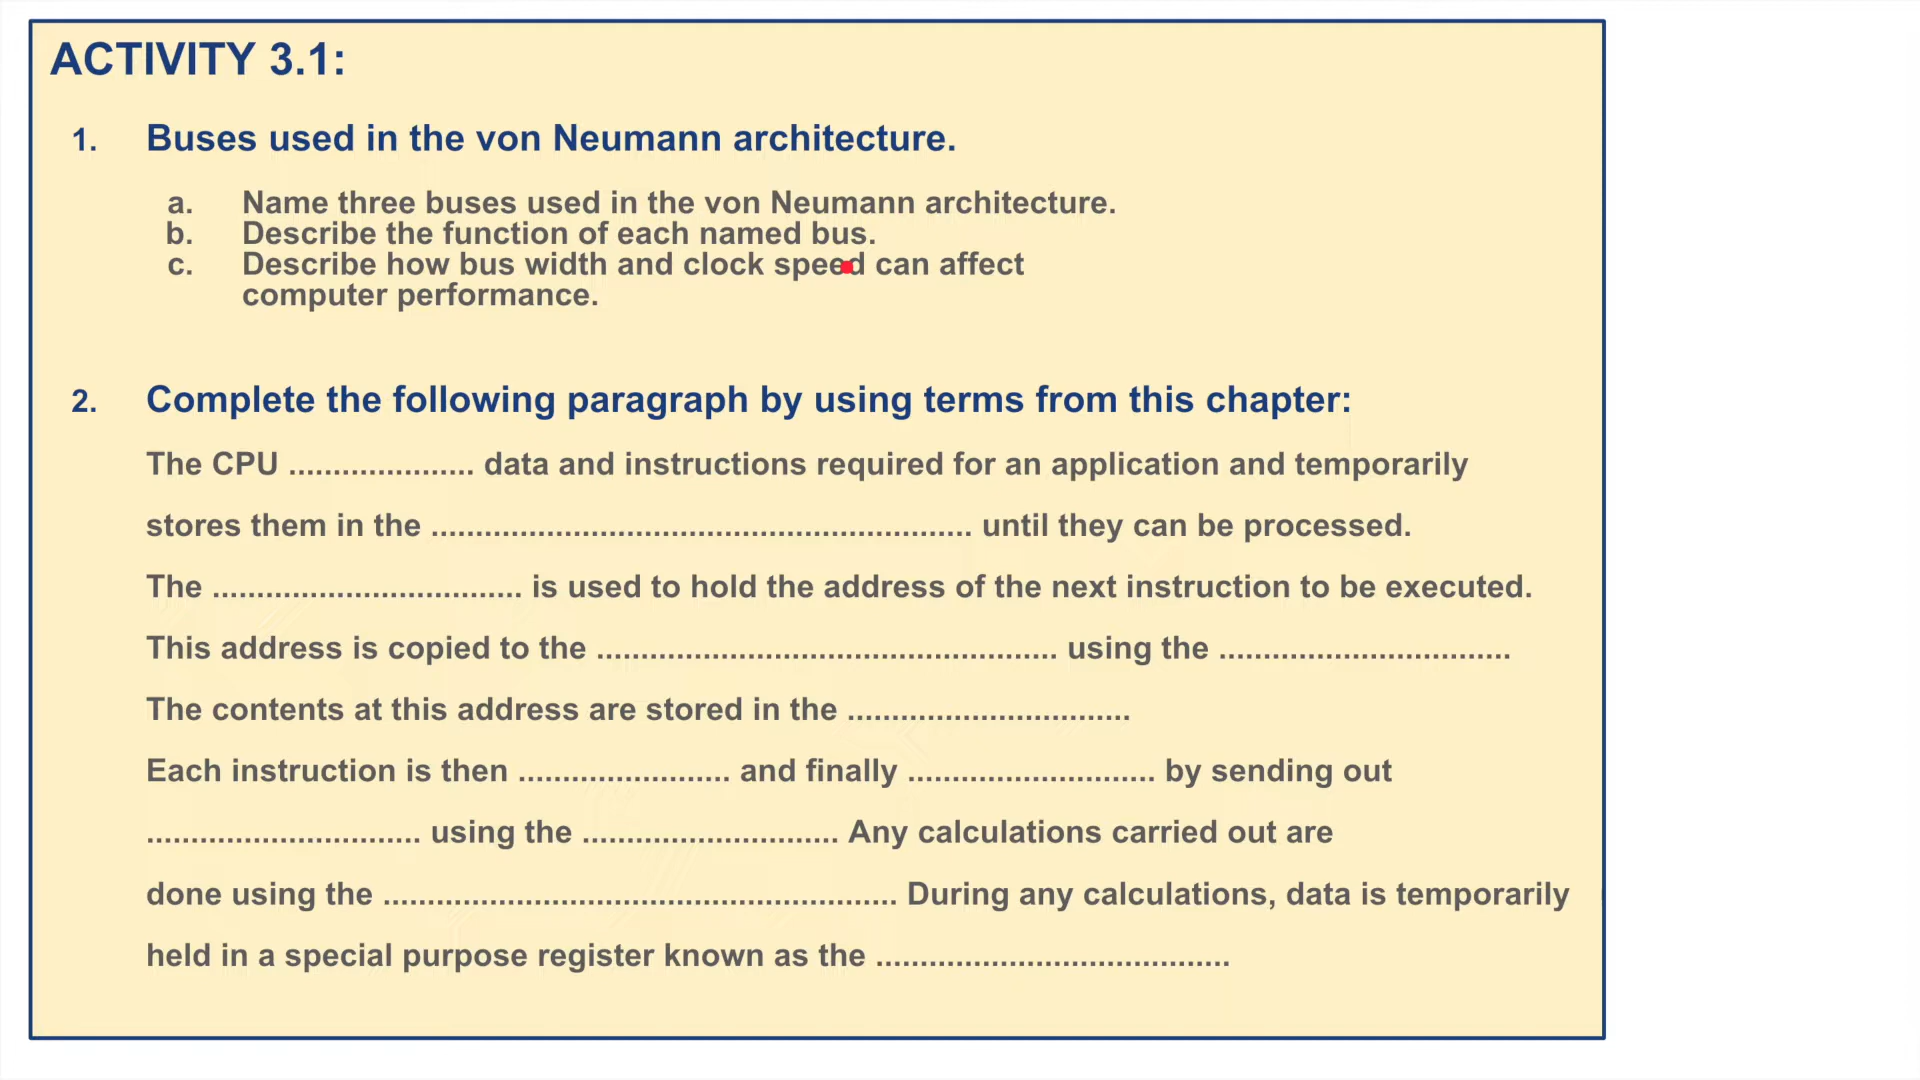 ACTIVITY 3.1:
1. Buses used in the von Neumann architecture.
a. Name three buses used in the von Neumann architecture.
b. Describe the function of each named bus.
c. Describe how bus width and clock speed can affect
computer performance.
2. Complete the following paragraph by using terms from this chapter:
The CPU ..................... data and instructions required for an application and temporarily
stores them in the ............................................................. until they can be processed.
The ................................... is used to hold the address of the next instruction to be executed.
This address is copied to the .................................................... using the .................................
The contents at this address are stored in the ................................
Each instruction is then ........................ and finally ............................ by sending out
............................... using the ............................. Any calculations carried out are
done using the .......................................................... During any calculations, data is temporarily
held in a special purpose register known as the ........................................